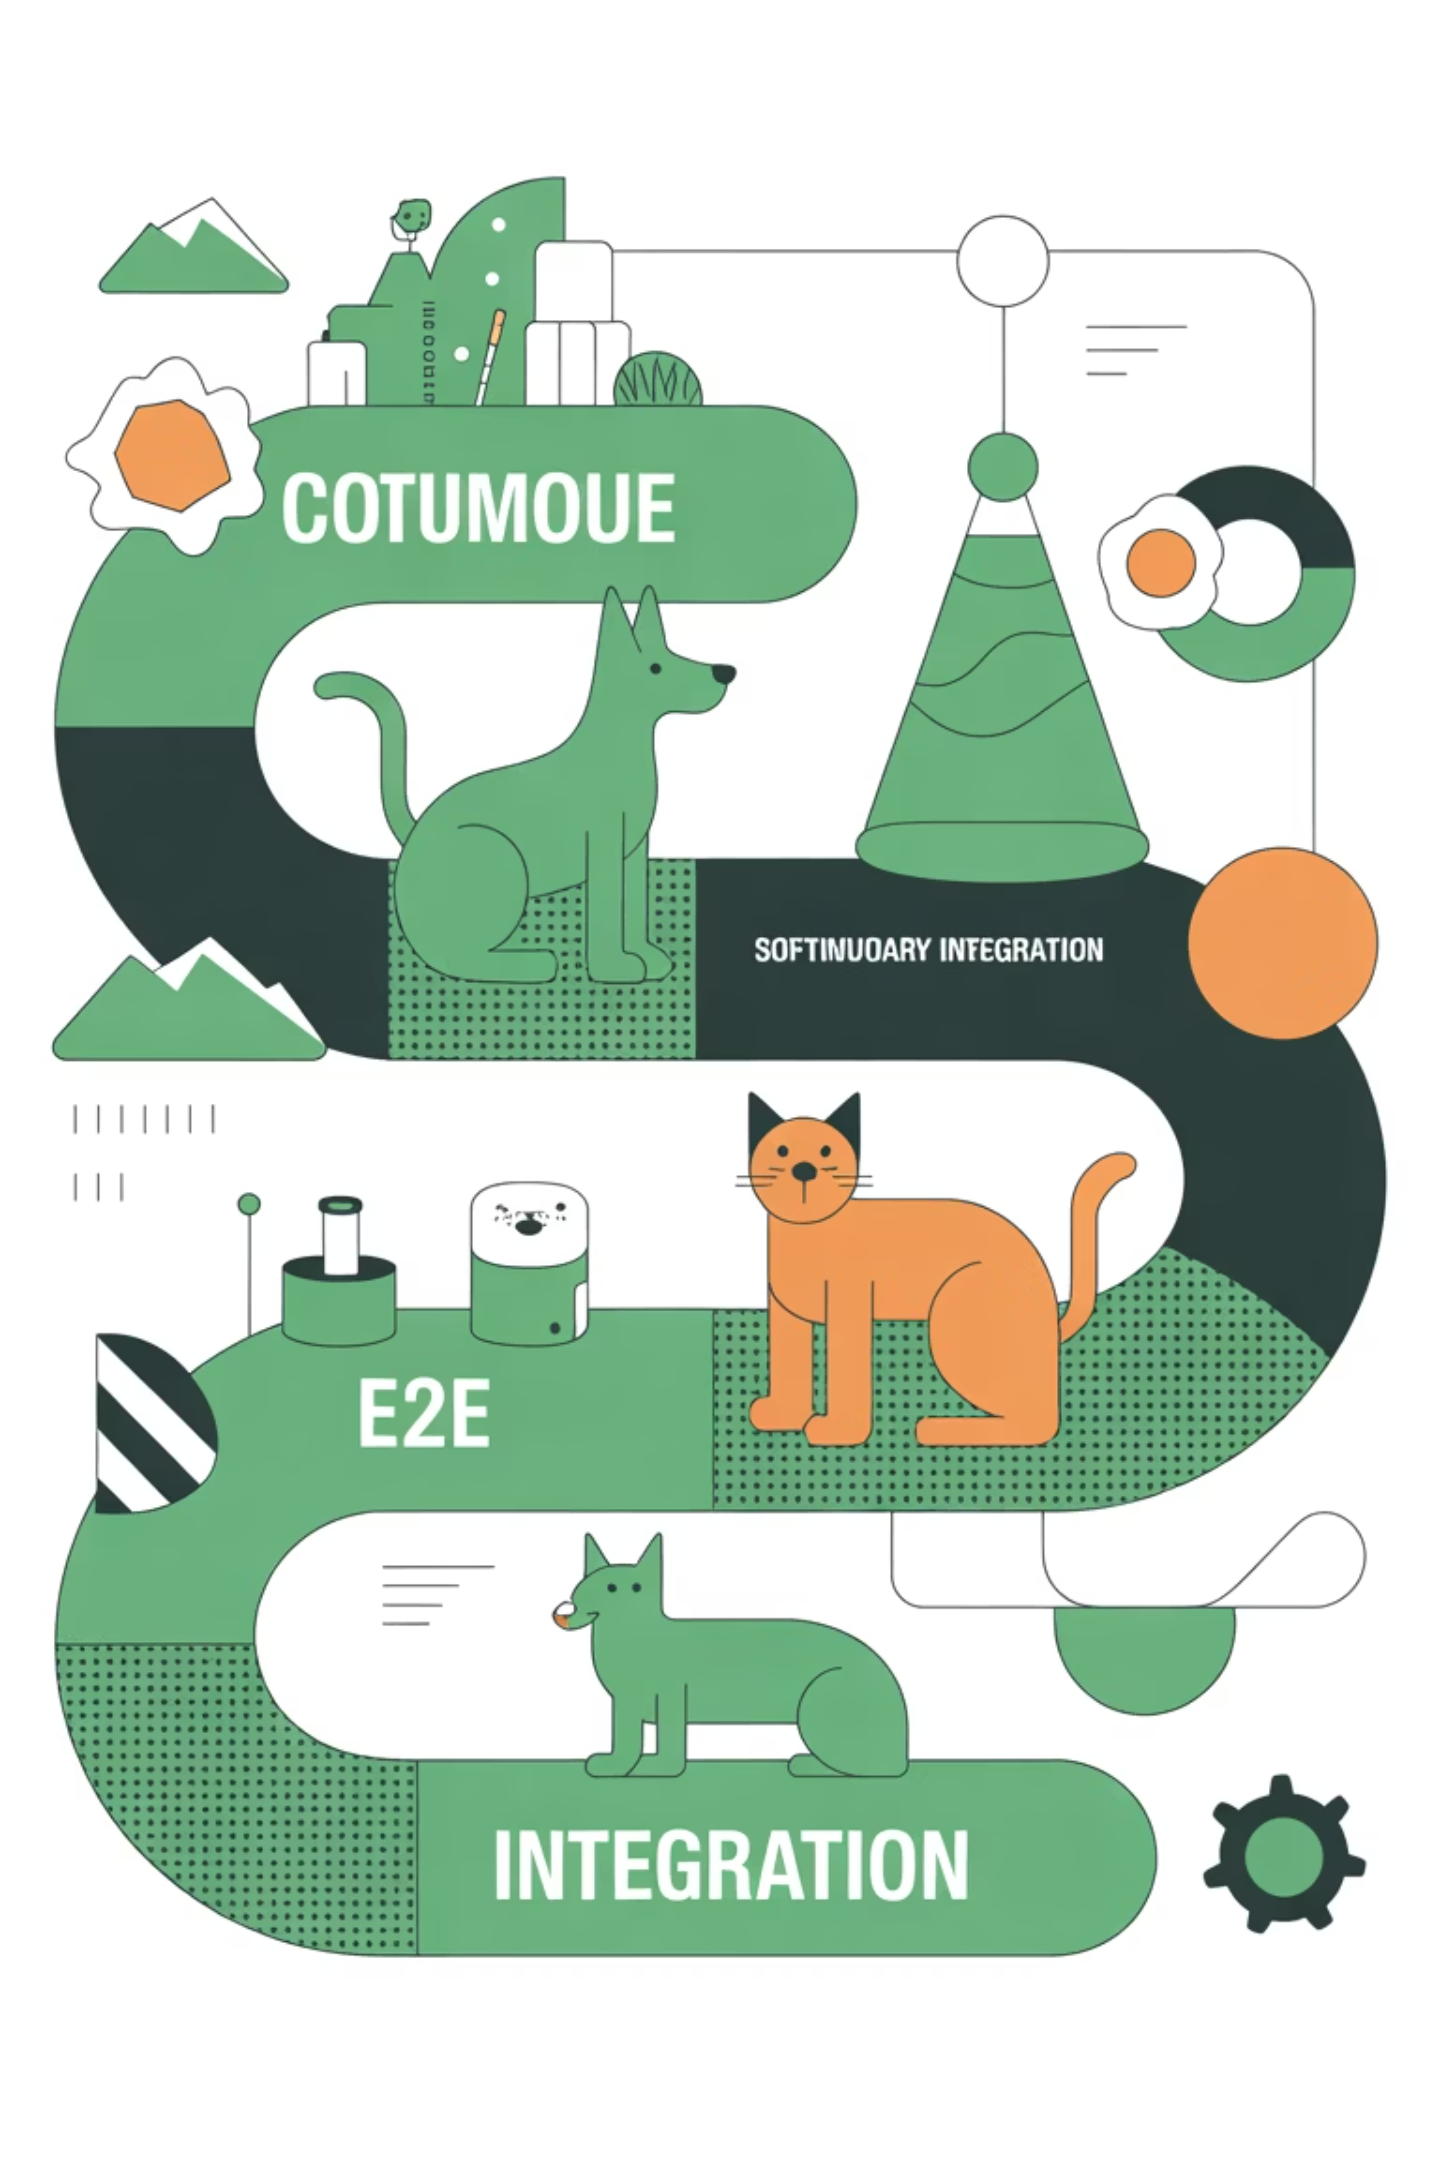 COTUMOUE
SOFTINUOARY INTEGRATION
E2E
INTEGRATION